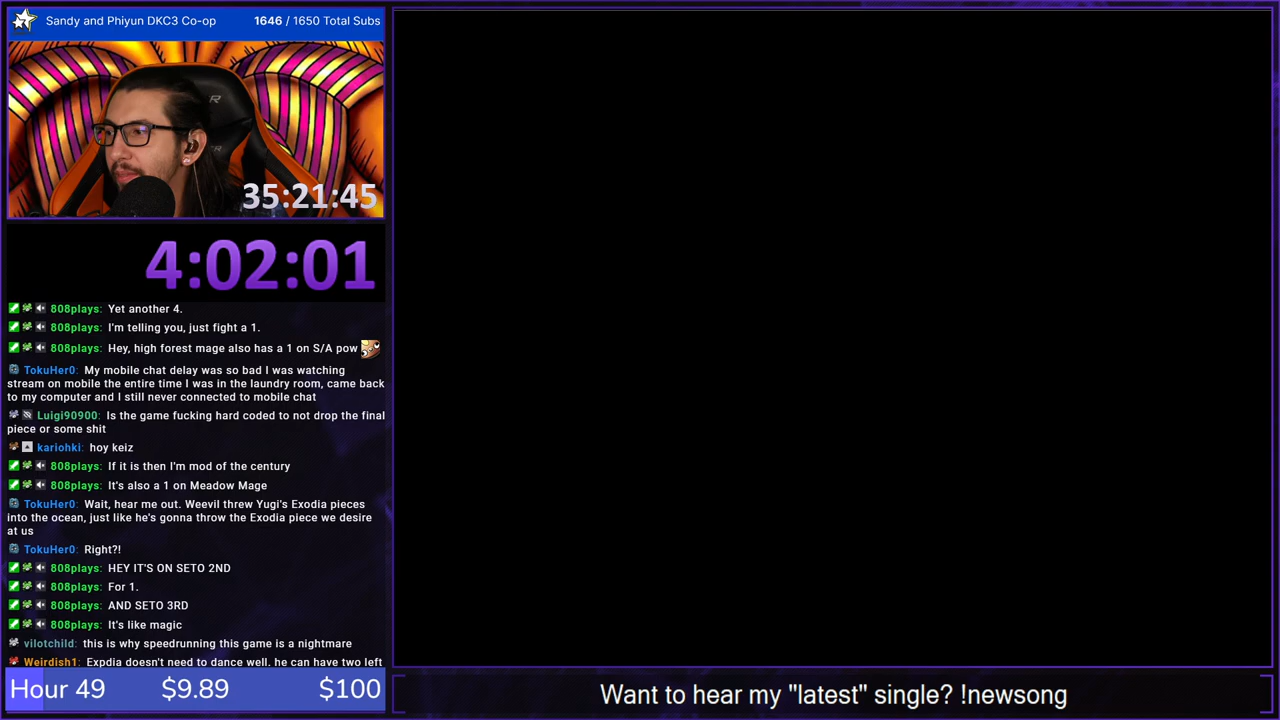 Sandy and Phiyun DKC3 Co-op 1646 / 1650 Total Subs
35:21:45
4:02:01
808plays: Yet another 4.
808plays: I'm telling you, just fight a 1.
808plays: Hey, high forest mage also has a 1 on S/A pow
TokuHer0: My mobile chat delay was so bad I was watching
stream on mobile the entire time I was in the laundry room, came back
to my computer and I still never connected to mobile chat
Luigi90900: Is the game fucking hard coded to not drop the final
piece or some shit
kariohki: hoy keiz
808plays: If it is then I'm mod of the century
808plays: It's also a 1 on Meadow Mage
TokuHer0: Wait, hear me out. Weevil threw Yugi's Exodia pieces
into the ocean, just like he's gonna throw the Exodia piece we desire
at us
TokuHer0: Right?!
808plays: HEY IT'S ON SETO 2ND
808plays: For 1.
808plays: AND SETO 3RD
808plays: It's like magic
vilotchild: this is why speedrunning this game is a nightmare
Weirdish1: Expdia doesn't need to dance well, he can have two left
Hour 49 $9.89 $100
Want to hear my "latest" single? !newsong